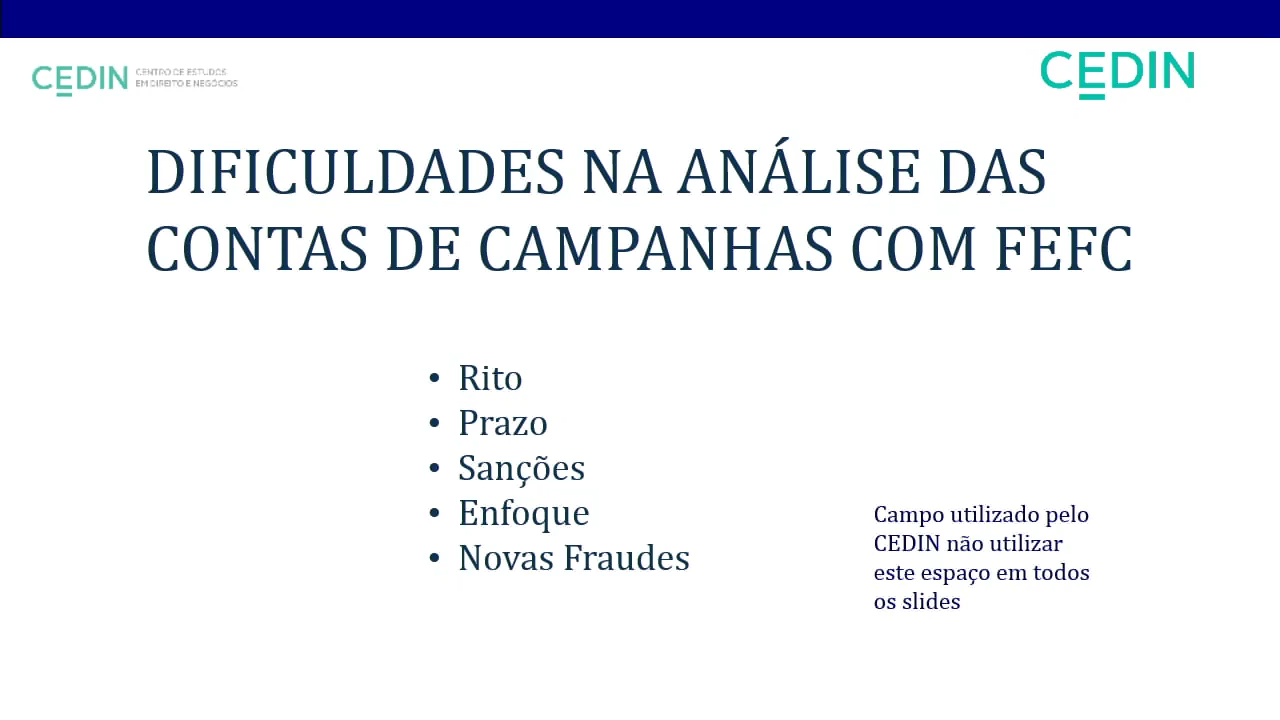 CEDIN
CENTRO DE ESTUDOS
EM DIREITO E NEGÓCIOS
CEDIN
DIFICULDADES NA ANÁLISE DAS
CONTAS DE CAMPANHAS COM FEFC
• Rito
• Prazo
• Sanções
• Enfoque
• Novas Fraudes
Campo utilizado pelo
CEDIN não utilizar
este espaço em todos
os slides